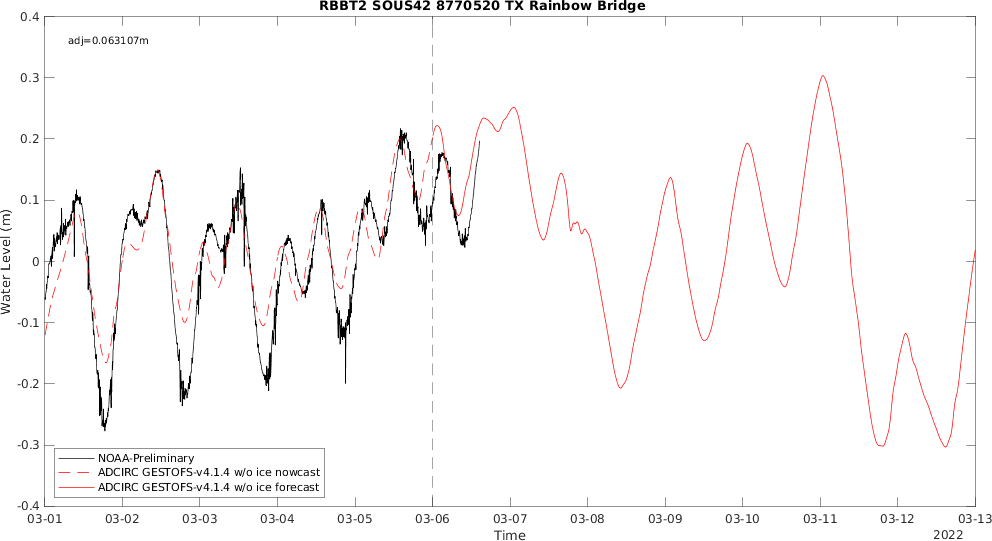 RBBT2 SOUS42 8770520 TX Rainbow Bridge
adj=0.063107m
0.4
0.3
0.2
0.1
0
-0.1
-0.2
-0.3
-0.4
Water Level (m)
NOAA-Preliminary
ADCIRC GESTOFS-v4.1.4 w/o ice nowcast
ADCIRC GESTOFS-v4.1.4 w/o ice forecast
03-01 03-02 03-03 03-04 03-05 03-06 03-07 03-08 03-09 03-10 03-11 03-12 03-13
Time
2022